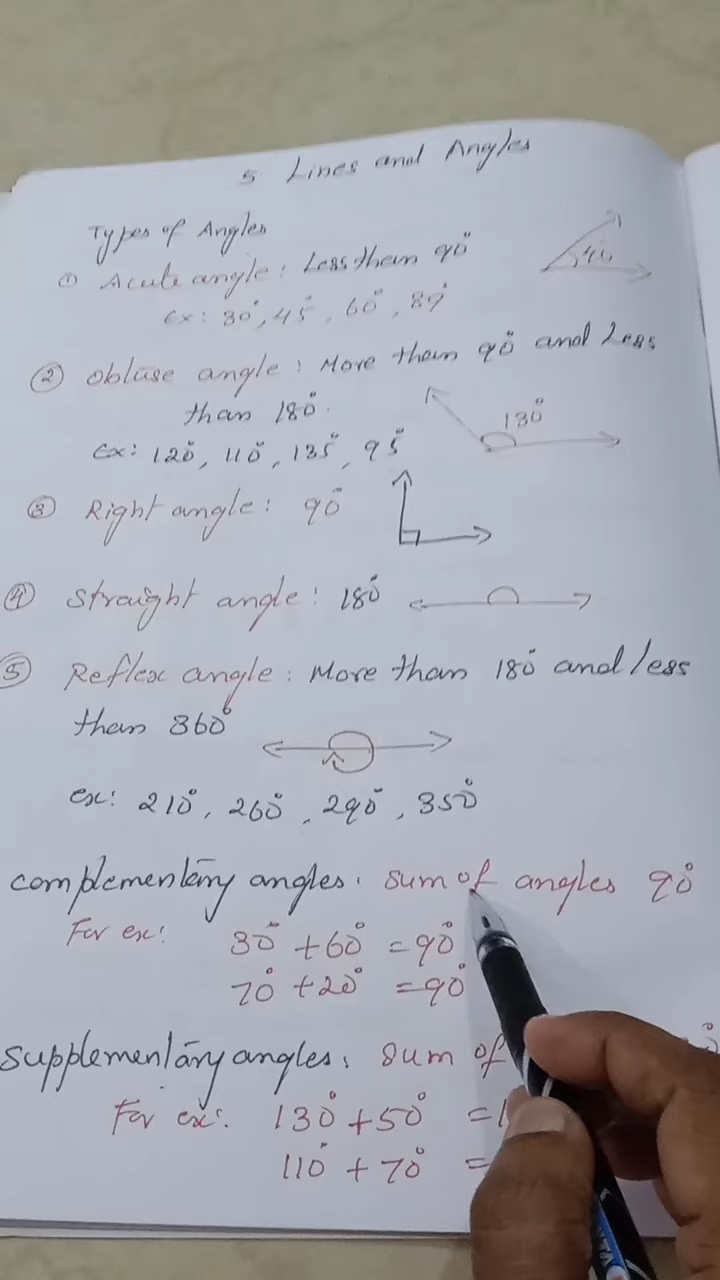 5 Lines and Angles
Types of Angles
① Acute angle: Less than 90°
Ex: 30°, 45°, 60°, 89°
② Obtuse angle: More than 90° and Less
than 180°.
130°
Ex: 120°, 110°, 135°, 95°
③ Right angle: 90°
④ Straight angle: 180°
⑤ Reflex angle: More than 180° and less
than 360°
ex: 210°, 260°, 290°, 350°
Complementary angles. Sum of angles 90°
For ex:
30° + 60° = 90°
70° + 20° = 90°
Supplementary angles. Sum of
For ex: 130° + 50° =
110° + 70° =